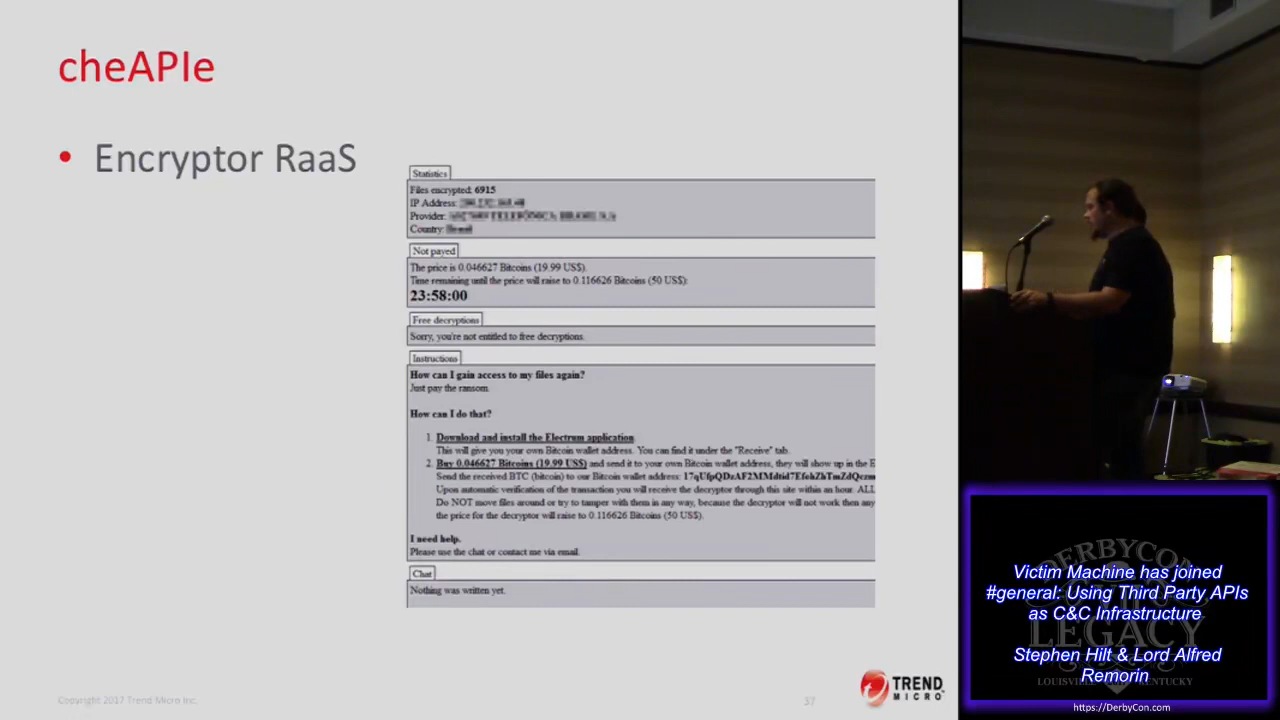 cheAPIe
• Encryptor RaaS
Statistics
Files encrypted: 6915
IP Address:
Provider:
Country:
Not payed
The price is 0.046627 Bitcoins (19.99 US$).
Time remaining until the price will raise to 0.116626 Bitcoins (50 US$):
23:58:00
Free decryptions
Sorry, you're not entitled to free decryptions.
Instructions
How can I gain access to my files again?
Just pay the ransom.
How can I do that?
1. Download and install the Electrum application.
This will give you your own Bitcoin wallet address. You can find it under the "Receive" tab.
2. Buy 0.046627 Bitcoins (19.99 US$) and send it to your own Bitcoin wallet address, they will show up in the E
Send the received BTC (bitcoin) to our Bitcoin wallet address:
Upon automatic verification of the transaction you will receive the decryptor through this site within an hour. ALL
Do NOT move files around or try to tamper with them in any way, because the decryptor will not work then any
the price for the decryptor will raise to 0.116626 Bitcoins (50 US$).
I need help.
Please use the chat or contact me via email.
Chat
Nothing was written yet.
Copyright 2017 Trend Micro Inc.
37
TREND
MICRO
DERBYCON
LEGACY
LOUISVILLE KENTUCKY
Victim Machine has joined
#general: Using Third Party APIs
as C&C Infrastructure
Stephen Hilt & Lord Alfred
Remorin
https://DerbyCon.com